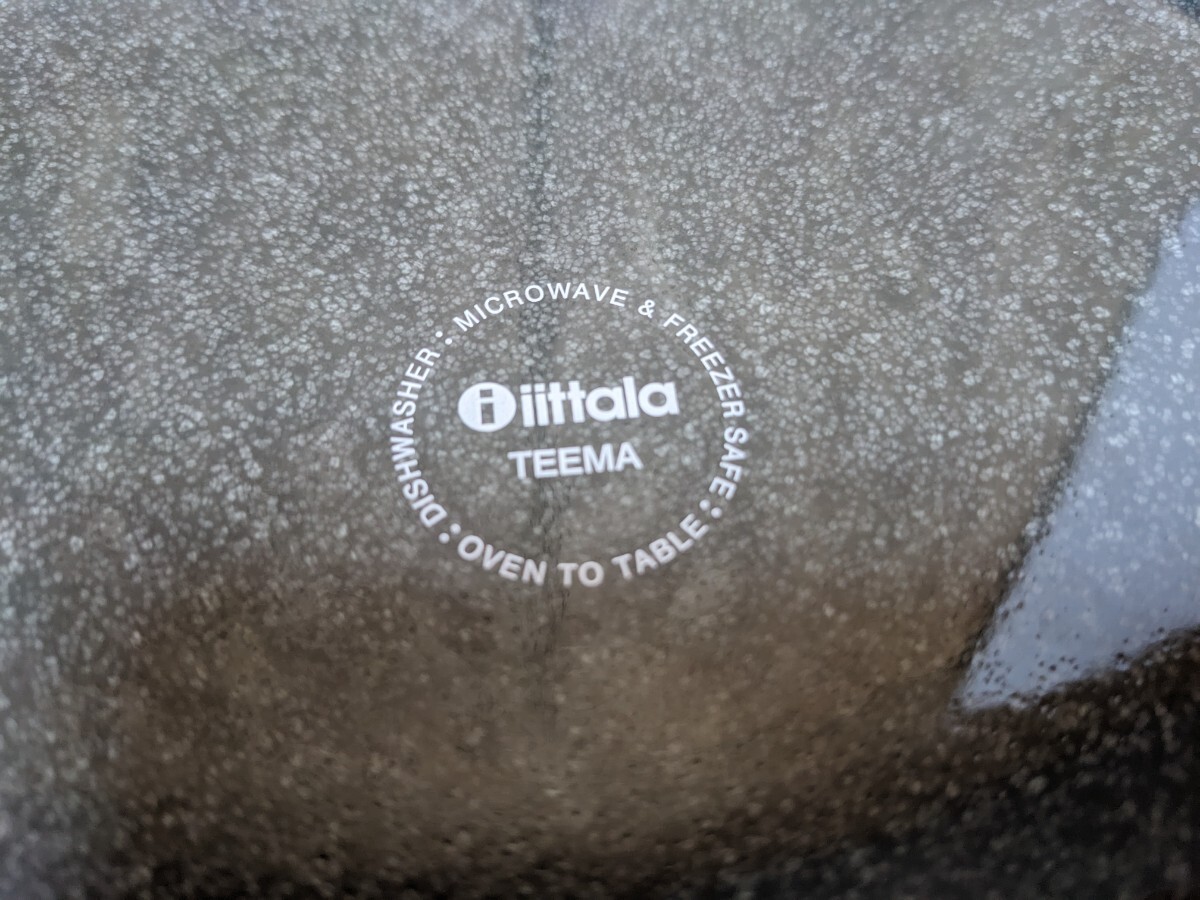 DISHWASHER : MICROWAVE & FREEZER SAFE : OVEN TO TABLE :
i iittala
TEEMA